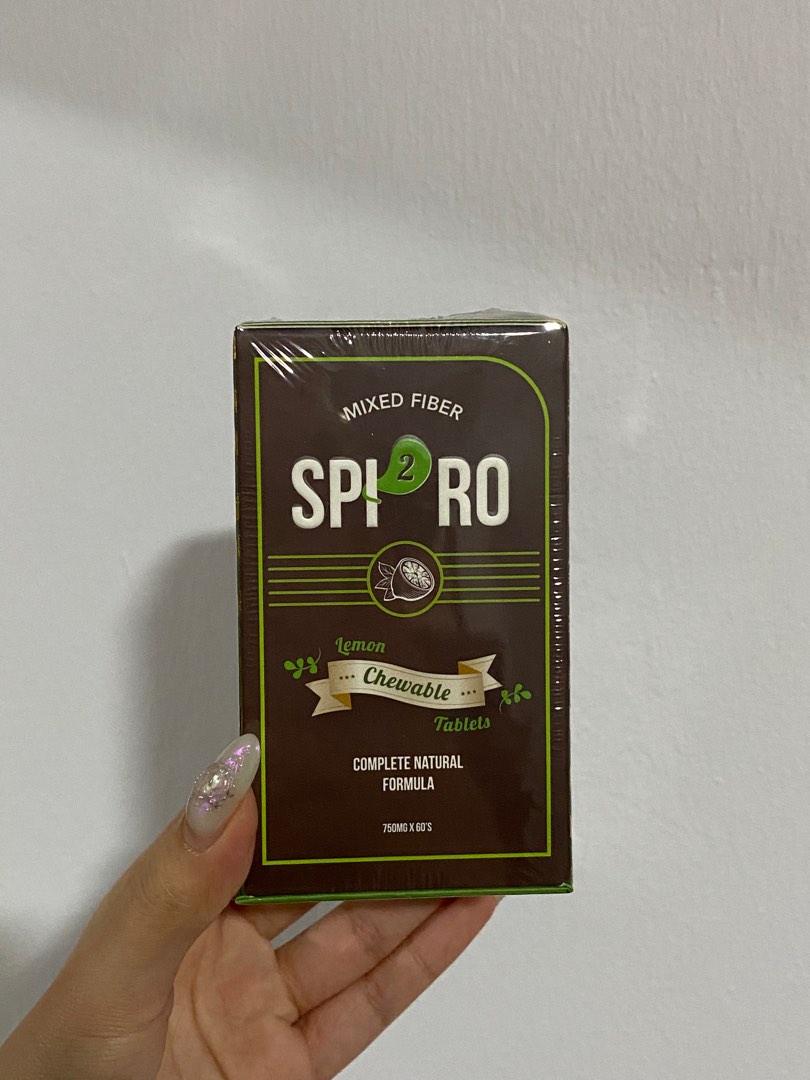 MIXED FIBER
SPI2RO
Lemon
Chewable
Tablets
COMPLETE NATURAL
FORMULA
750MG X 60'S